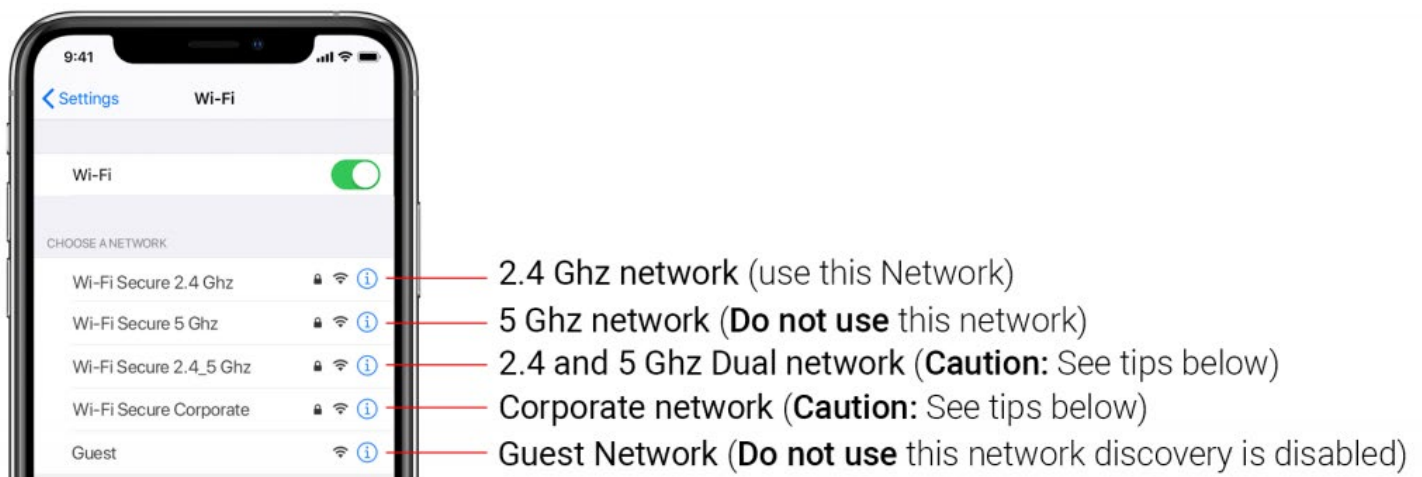 9:41
Settings Wi-Fi
Wi-Fi
CHOOSE A NETWORK
Wi-Fi Secure 2.4 Ghz 2.4 Ghz network (use this Network)
Wi-Fi Secure 5 Ghz 5 Ghz network (Do not use this network)
Wi-Fi Secure 2.4_5 Ghz 2.4 and 5 Ghz Dual network (Caution: See tips below)
Wi-Fi Secure Corporate Corporate network (Caution: See tips below)
Guest Guest Network (Do not use this network discovery is disabled)